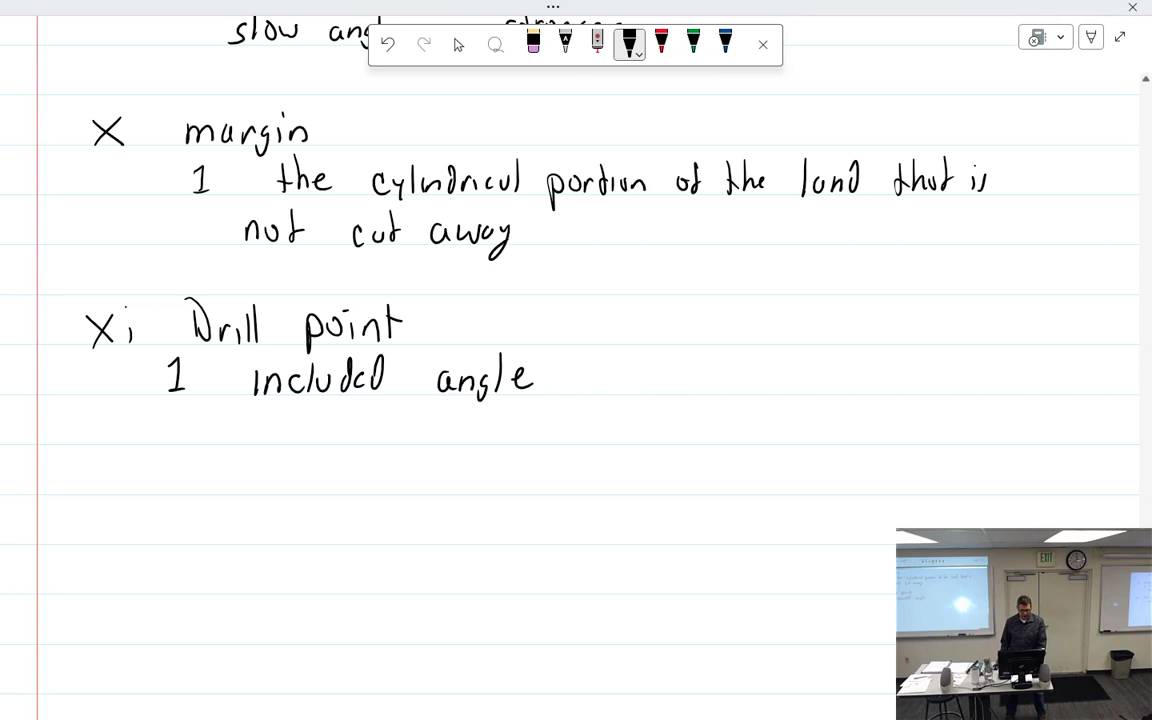 slow
X margin
1 the cylindrical portion of the land that is
not cut away
Xi Drill point
1 included angle
EXIT